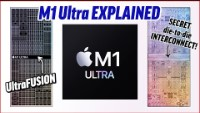 M1 Ultra EXPLAINED
UltraFUSION
M1
ULTRA
SECRET
die-to-die
INTERCONNECT!